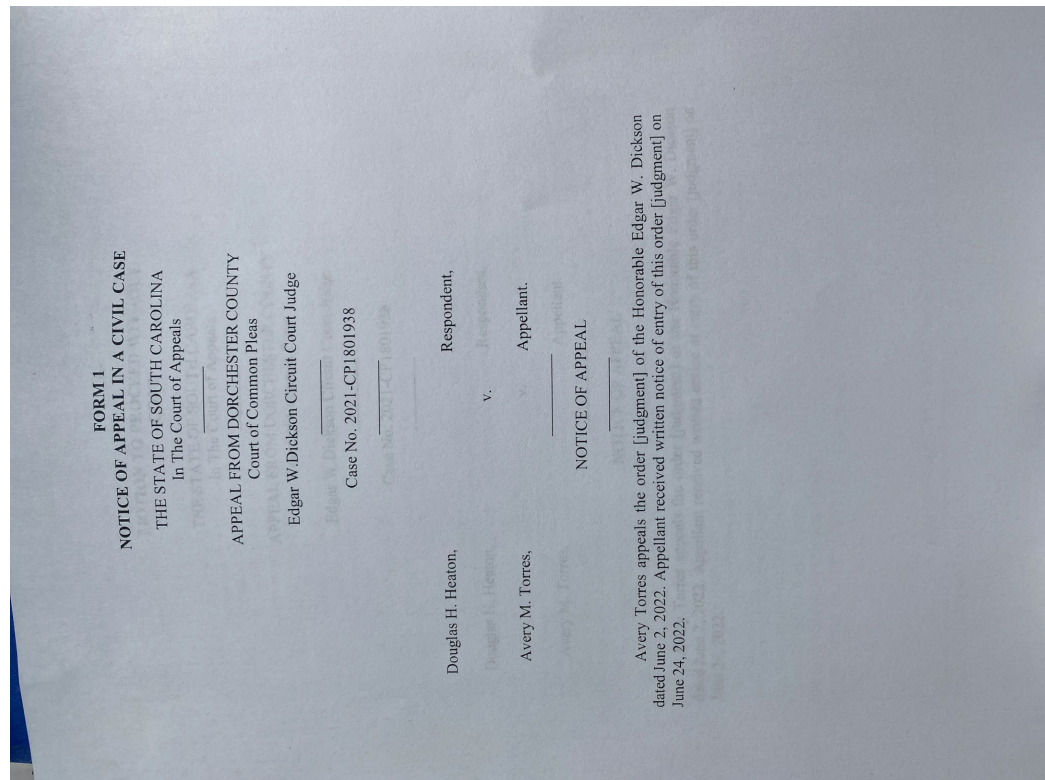 FORM 1
NOTICE OF APPEAL IN A CIVIL CASE
THE STATE OF SOUTH CAROLINA
In The Court of Appeals
APPEAL FROM DORCHESTER COUNTY
Court of Common Pleas
Edgar W.Dickson Circuit Court Judge
Case No. 2021-CP1801938
Douglas H. Heaton, Respondent,
v.
Avery M. Torres, Appellant.
NOTICE OF APPEAL
Avery Torres appeals the order [judgment] of the Honorable Edgar W. Dickson
dated June 2, 2022. Appellant received written notice of entry of this order [judgment] on
June 24, 2022.